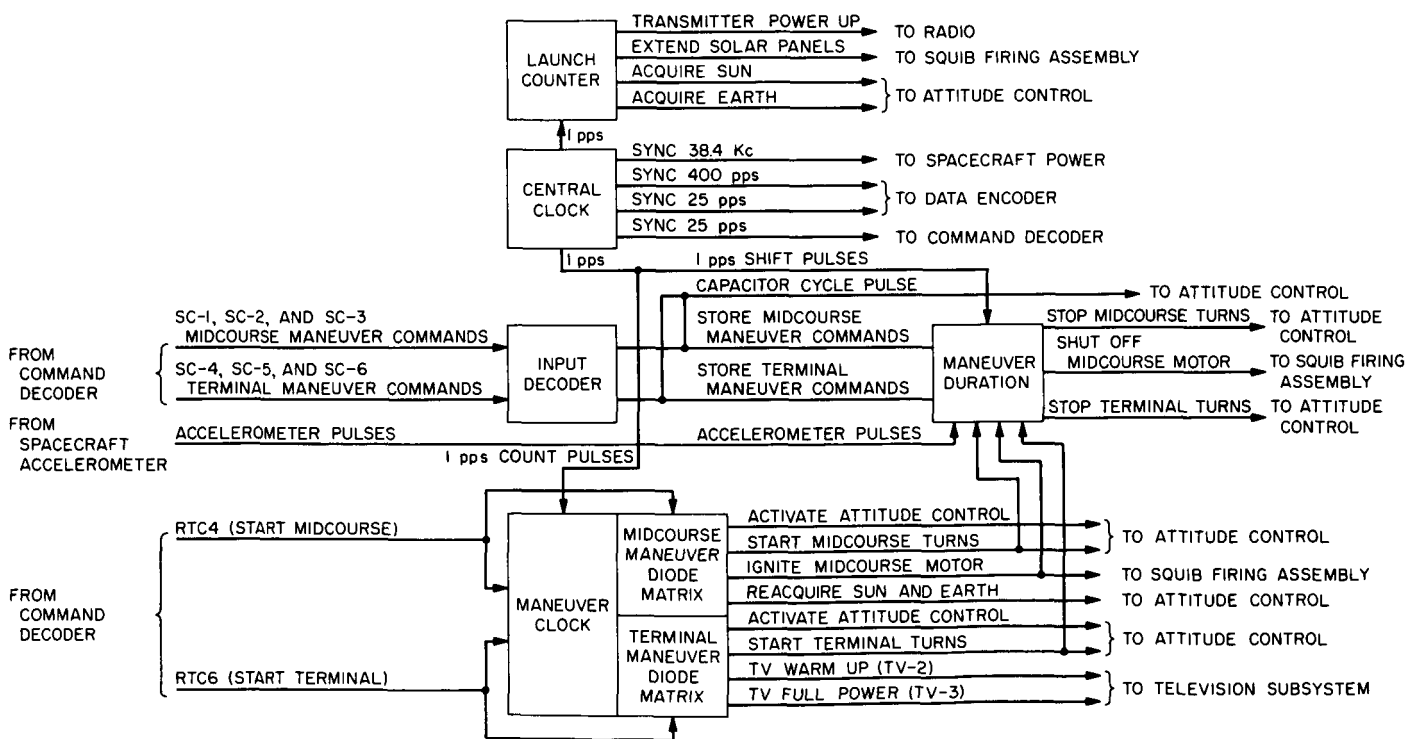 LAUNCH
COUNTER
TRANSMITTER POWER UP
TO RADIO
EXTEND SOLAR PANELS
TO SQUIB FIRING ASSEMBLY
ACQUIRE SUN
ACQUIRE EARTH
TO ATTITUDE CONTROL
1 pps
CENTRAL
CLOCK
SYNC 38.4 Kc
TO SPACECRAFT POWER
SYNC 400 pps
SYNC 25 pps
TO DATA ENCODER
SYNC 25 pps
TO COMMAND DECODER
1 pps
1 pps SHIFT PULSES
CAPACITOR CYCLE PULSE
TO ATTITUDE CONTROL
FROM
COMMAND
DECODER
SC-1, SC-2, AND SC-3
MIDCOURSE MANEUVER COMMANDS
SC-4, SC-5, AND SC-6
TERMINAL MANEUVER COMMANDS
INPUT
DECODER
STORE MIDCOURSE
MANEUVER COMMANDS
STORE TERMINAL
MANEUVER COMMANDS
MANEUVER
DURATION
STOP MIDCOURSE TURNS
TO ATTITUDE
CONTROL
SHUT OFF
MIDCOURSE MOTOR
TO SQUIB FIRING
ASSEMBLY
STOP TERMINAL TURNS
TO ATTITUDE
CONTROL
FROM
SPACECRAFT
ACCELEROMETER
ACCELEROMETER PULSES
ACCELEROMETER PULSES
1 pps COUNT PULSES
FROM
COMMAND
DECODER
RTC4 (START MIDCOURSE)
RTC6 (START TERMINAL)
MANEUVER
CLOCK
MIDCOURSE
MANEUVER
DIODE
MATRIX
TERMINAL
MANEUVER
DIODE
MATRIX
ACTIVATE ATTITUDE CONTROL
START MIDCOURSE TURNS
TO ATTITUDE CONTROL
IGNITE MIDCOURSE MOTOR
TO SQUIB FIRING ASSEMBLY
REACQUIRE SUN AND EARTH
TO ATTITUDE CONTROL
ACTIVATE ATTITUDE CONTROL
START TERMINAL TURNS
TO ATTITUDE CONTROL
TV WARM UP (TV-2)
TV FULL POWER (TV-3)
TO TELEVISION SUBSYSTEM